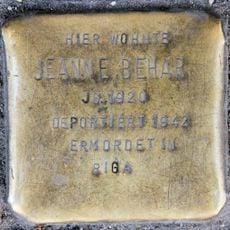 HIER WOHNTE
JEANNE BEHAR
JG. 1920
DEPORTIERT 1942
ERMORDET IN
RIGA